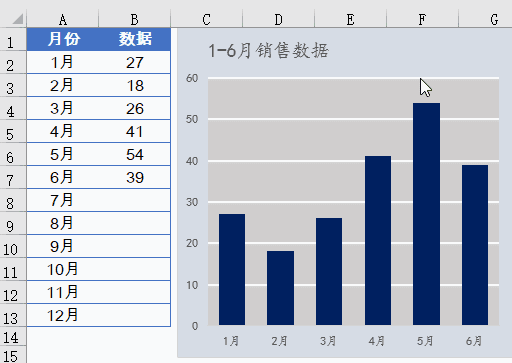 A B C D E F G
1 月份 数据
2 1月 27
3 2月 18
4 3月 26
5 4月 41
6 5月 54
7 6月 39
8 7月
9 8月
10 9月
11 10月
12 11月
13 12月
14
15
1-6月销售数据
60
50
40
30
20
10
0
1月 2月 3月 4月 5月 6月